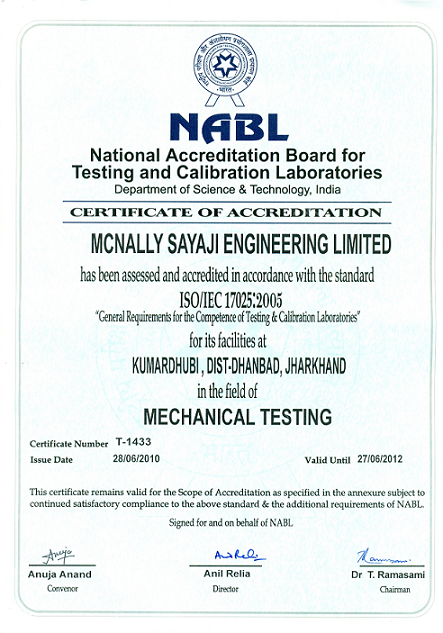 NABL
National Accreditation Board for
Testing and Calibration Laboratories
Department of Science & Technology, India
CERTIFICATE OF ACCREDITATION
MCNALLY SAYAJI ENGINEERING LIMITED
has been assessed and accredited in accordance with the standard
ISO/IEC 17025:2005
"General Requirements for the Competence of Testing & Calibration Laboratories"
for its facilities at
KUMARDHUBI , DIST-DHANBAD, JHARKHAND
in the field of
MECHANICAL TESTING
Certificate Number T-1433
Issue Date 28/06/2010 Valid Until 27/06/2012
This certificate remains valid for the Scope of Accreditation as specified in the annexure subject to
continued satisfactory compliance to the above standard & the additional requirements of NABL.
Signed for and on behalf of NABL
Anuja Anand Anil Relia Dr T. Ramasami
Convenor Director Chairman